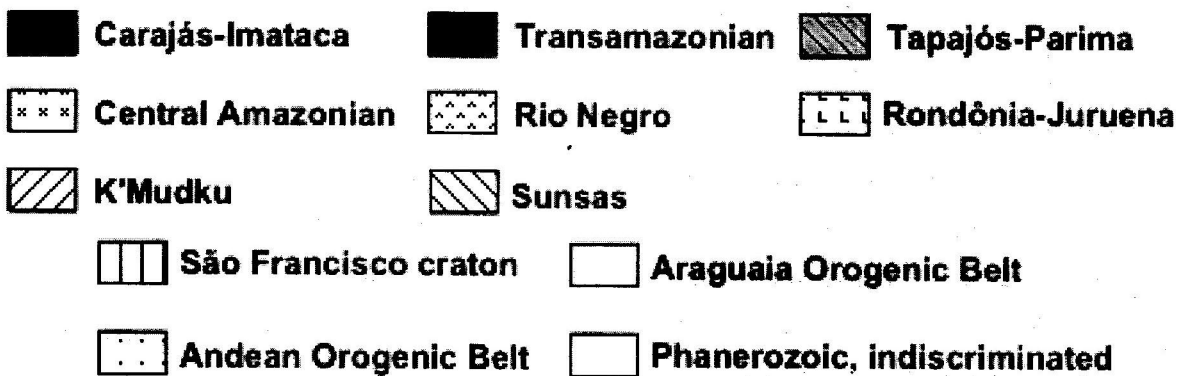 Carajás-Imataca Transamazonian Tapajós-Parima
Central Amazonian Rio Negro Rondônia-Juruena
K'Mudku Sunsas
São Francisco craton Araguaia Orogenic Belt
Andean Orogenic Belt Phanerozoic, indiscriminated